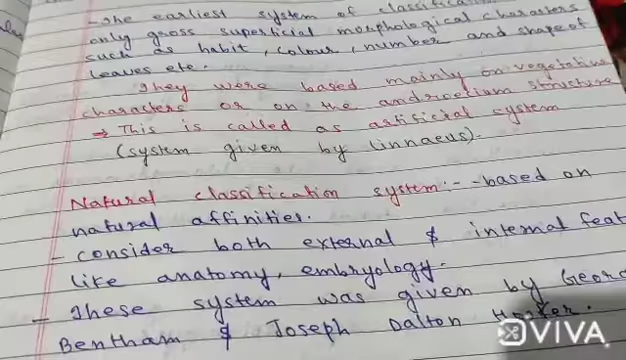 - The earliest system of classifica
only gross superficial morphological characters
such as habit, colour, number and shape of
leaves etc.
They were based mainly on vegetative
characters or on the androecium structure
⇒ This is called as artificial system
(system given by linnaeus).
Natural classification system:- -based on
natural affinities.
- consider both external & internal feat
like anatomy, embryology.
- These system was given by Georg
Bentham & Joseph Dalton Hooker.
VIVA